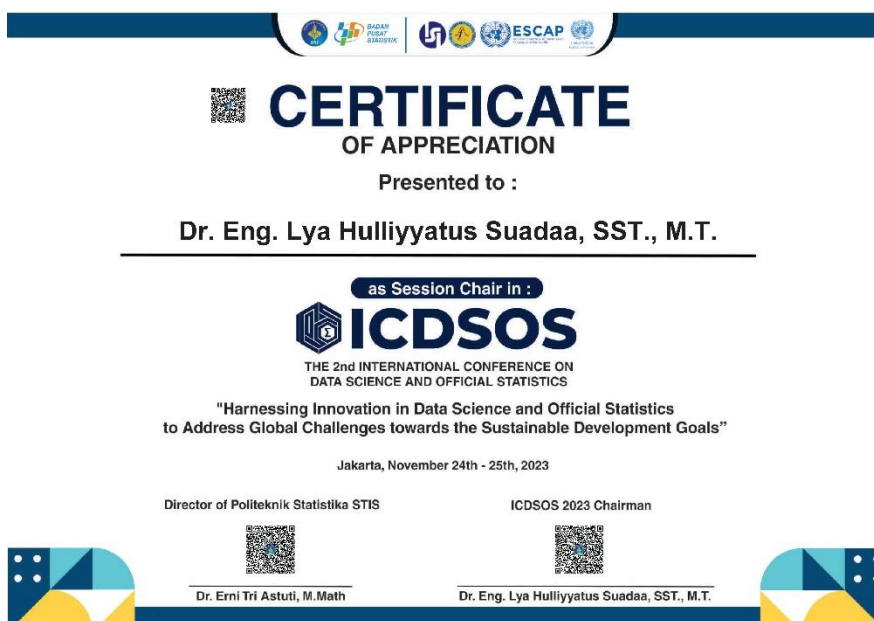 BADAN
PUSAT
STATISTIK
ESCAP
CERTIFICATE
OF APPRECIATION
Presented to :
Dr. Eng. Lya Hulliyyatus Suadaa, SST., M.T.
as Session Chair in :
ICDSOS
THE 2nd INTERNATIONAL CONFERENCE ON
DATA SCIENCE AND OFFICIAL STATISTICS
"Harnessing Innovation in Data Science and Official Statistics
to Address Global Challenges towards the Sustainable Development Goals”
Jakarta, November 24th - 25th, 2023
Director of Politeknik Statistika STIS
ICDSOS 2023 Chairman
Dr. Erni Tri Astuti, M.Math
Dr. Eng. Lya Hulliyyatus Suadaa, SST., M.T.